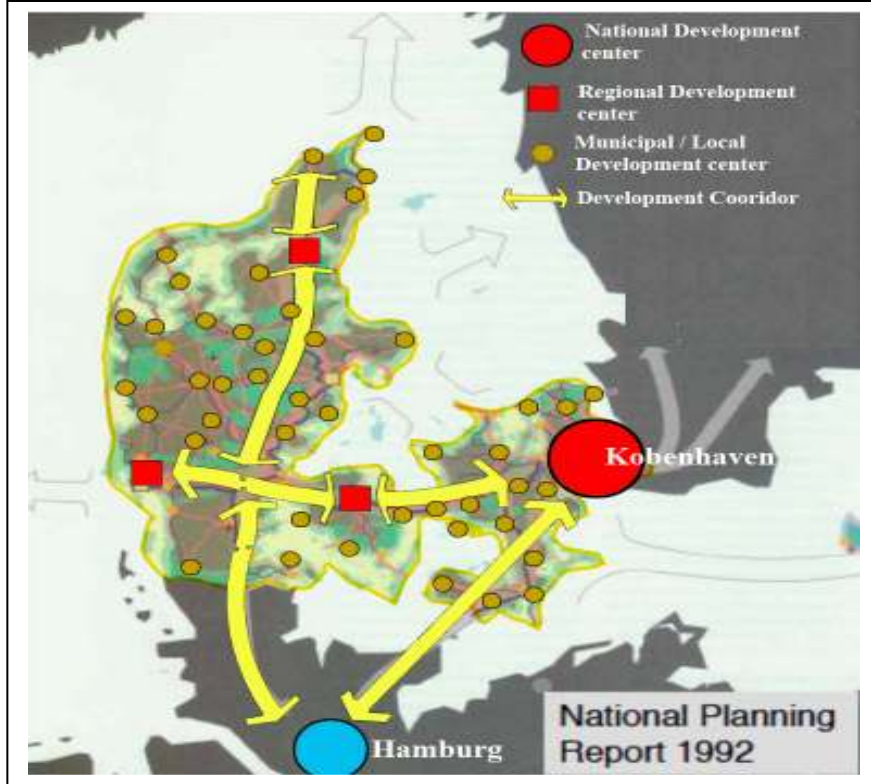 National Development
center
Regional Development
center
Municipal / Local
Development center
Development Cooridor
Kobenhaven
Hamburg
National Planning
Report 1992